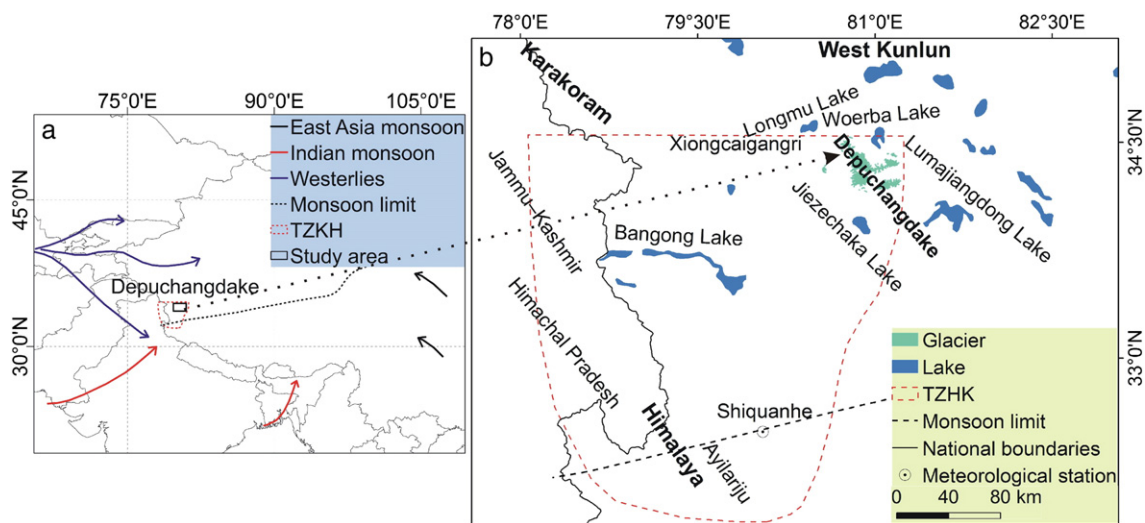 78°0'E 79°30'E 81°0'E 82°30'E
75°0'E 90°0'E 105°0'E
a
East Asia monsoon
Indian monsoon
Westerlies
Monsoon limit
TZKH
Study area
45°0'N
30°0'N
Depuchangdake
b
Karakoram
West Kunlun
Longmu Lake
Woerba Lake
Xiongcaigangri
Depuchangdake
Lumajiangdong Lake
34°30'N
Jammu-Kashmir
Jiezechaka Lake
Bangong Lake
Himachal Pradesh
33°0'N
Shiquanhe
Himalaya
Ayilariju
Glacier
Lake
TZHK
Monsoon limit
National boundaries
Meteorological station
0 40 80 km